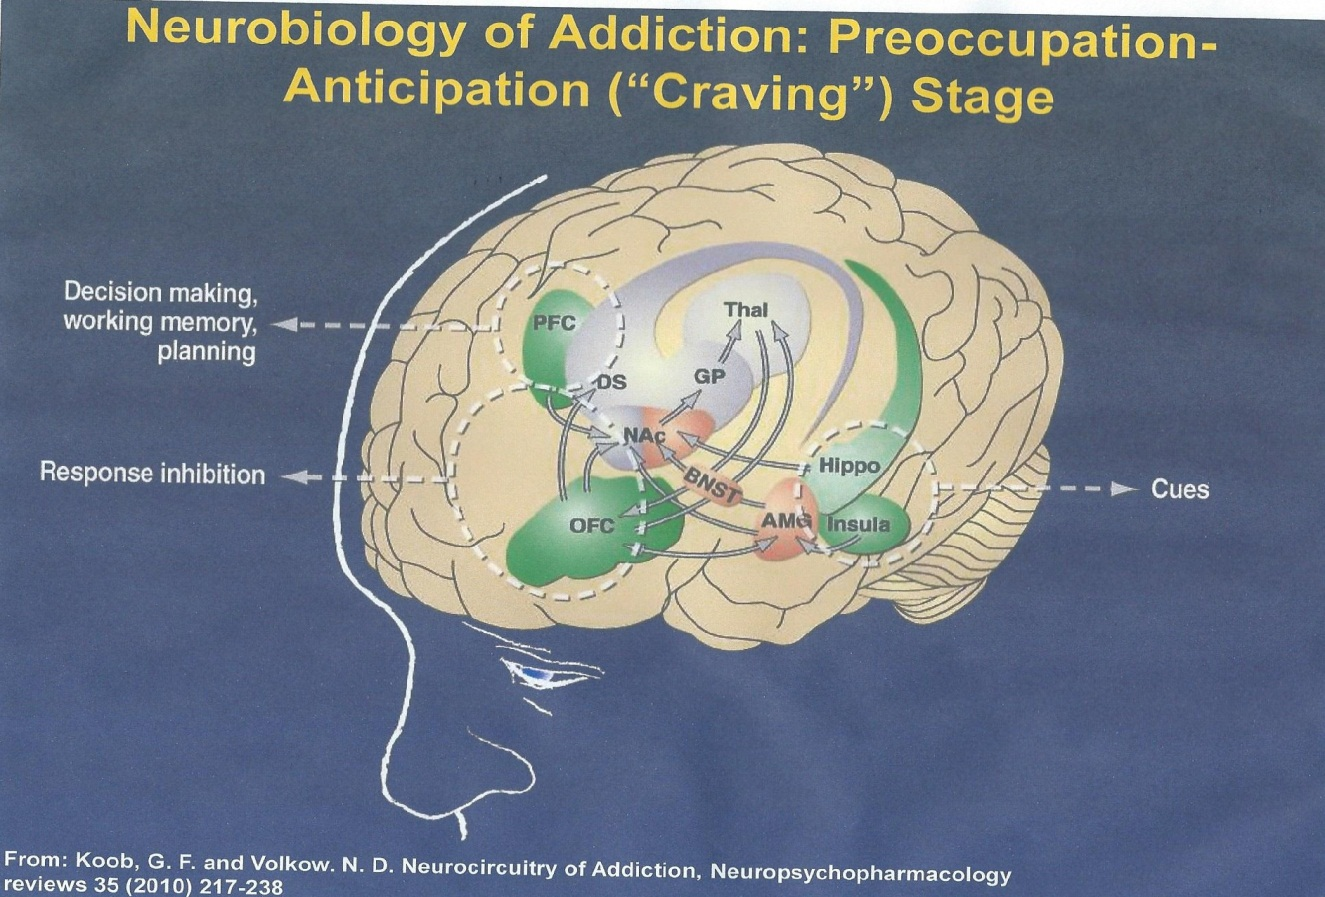 Neurobiology of Addiction: Preoccupation-
Anticipation ("Craving") Stage
Decision making,
working memory,
planning
Response inhibition
PFC
DS
Thal
GP
NAc
BNST
OFC
AMG
Hippo
Insula
Cues
From: Koob, G. F. and Volkow. N. D. Neurocircuitry of Addiction, Neuropsychopharmacology
reviews 35 (2010) 217-238